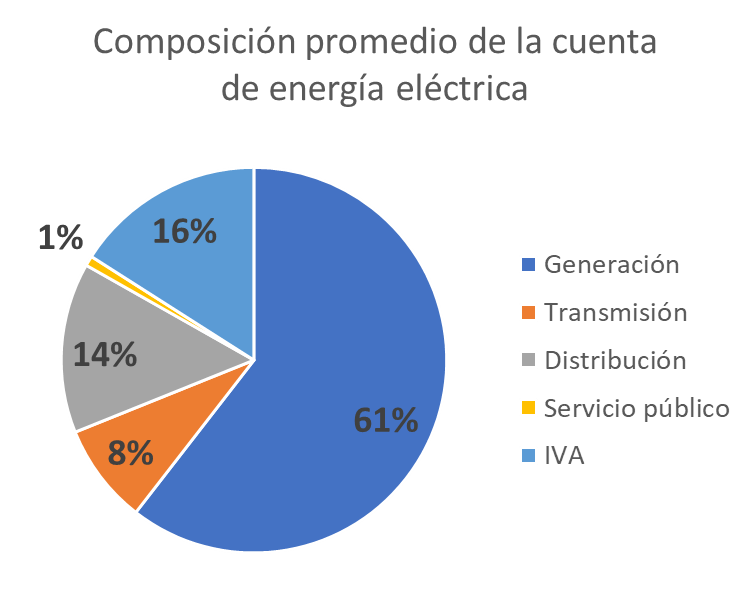 Composición promedio de la cuenta
de energía eléctrica
16%
1%
14%
8%
61%
Generación
Transmisión
Distribución
Servicio público
IVA